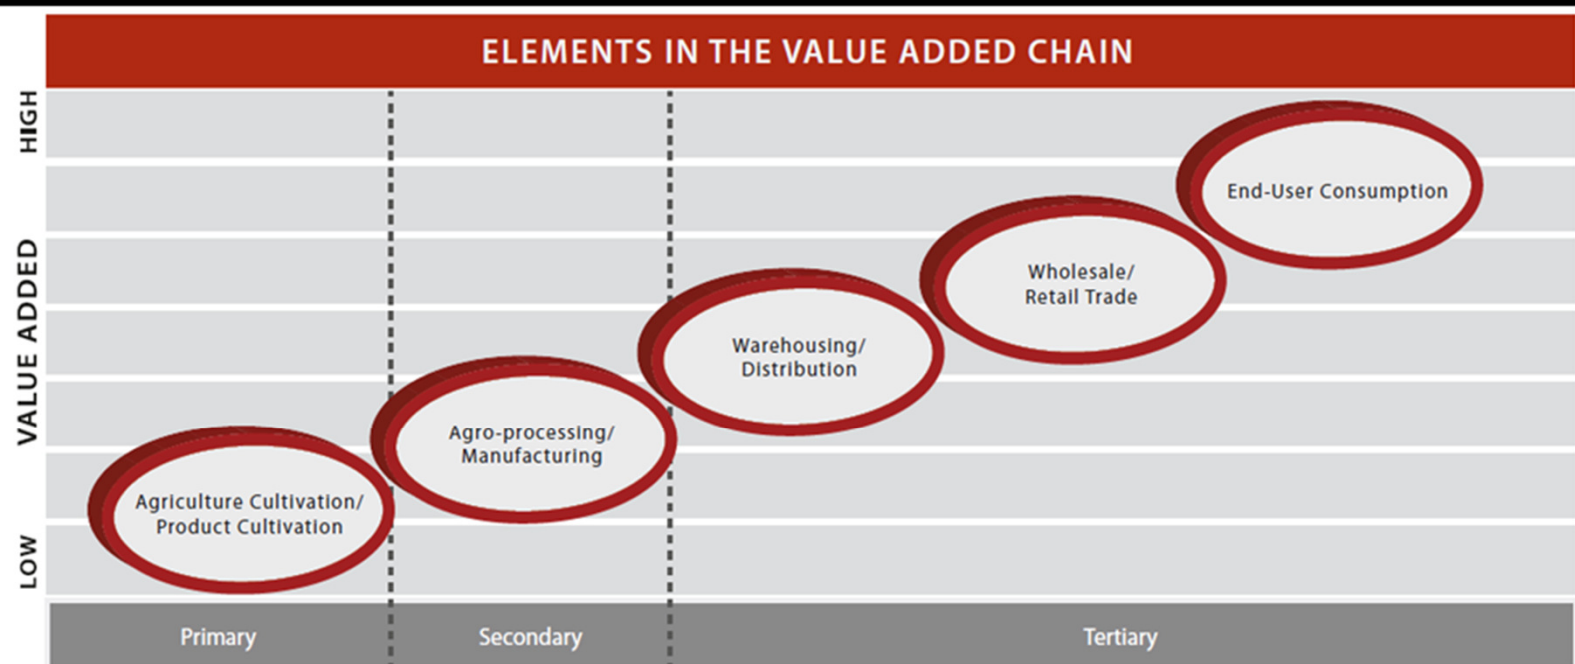 ELEMENTS IN THE VALUE ADDED CHAIN
HIGH
VALUE ADDED
LOW
End-User Consumption
Wholesale/
Retail Trade
Warehousing/
Distribution
Agro-processing/
Manufacturing
Agriculture Cultivation/
Product Cultivation
Primary
Secondary
Tertiary